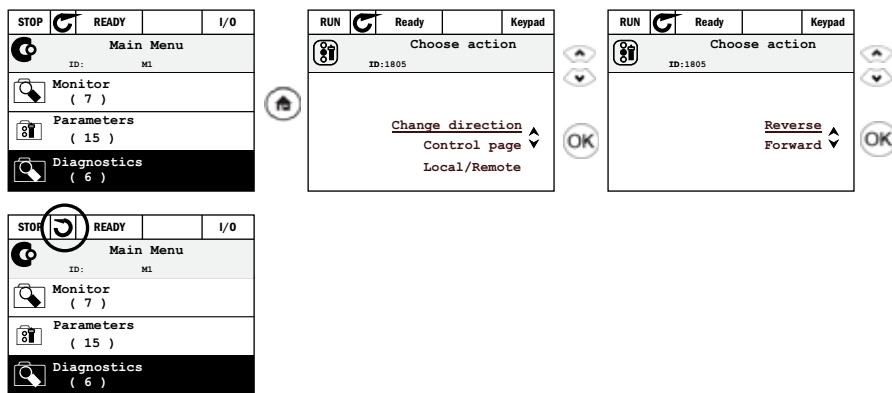 STOP READY I/O
Main Menu
ID: M1
Monitor
( 7 )
Parameters
( 15 )
Diagnostics
( 6 )
RUN Ready Keypad
Choose action
ID:1805
Change direction
Control page
Local/Remote
OK
RUN Ready Keypad
Choose action
ID:1805
Reverse
Forward
OK
STOP READY I/O
Main Menu
ID: M1
Monitor
( 7 )
Parameters
( 15 )
Diagnostics
( 6 )